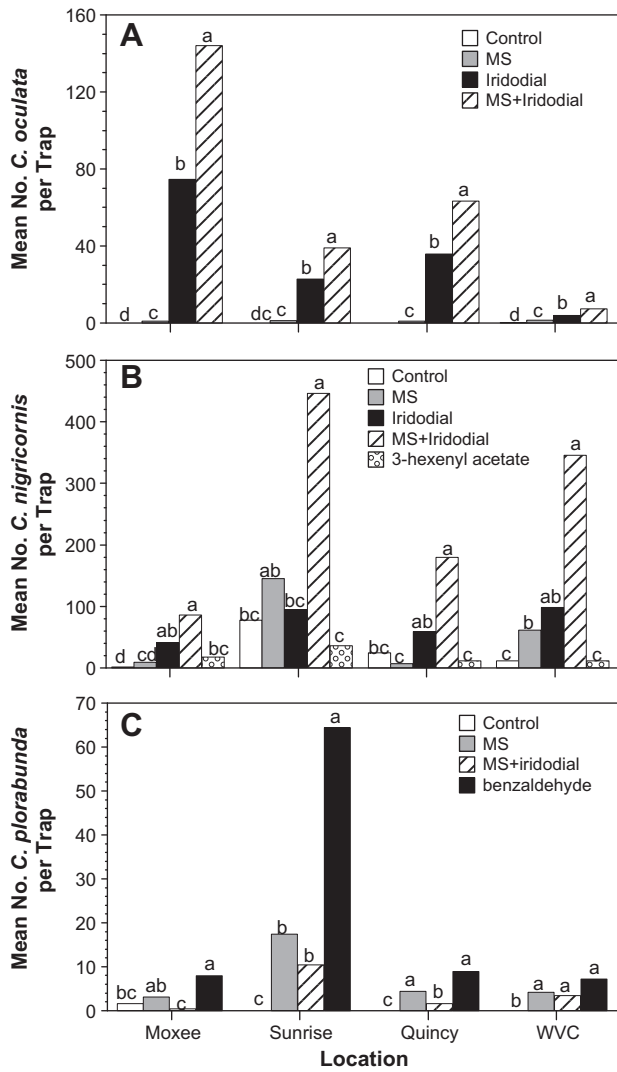 A
Mean No. C. oculata
per Trap
160
120
80
40
0
Control
MS
Iridodial
MS+Iridodial
d c b a
dc c b a
c b a
d c b a
B
Mean No. C. nigricornis
per Trap
500
400
300
200
100
0
Control
MS
Iridodial
MS+Iridodial
3-hexenyl acetate
d cd ab a bc
bc ab bc a c
bc c ab a c
c b ab a c
C
Mean No. C. plorabunda
per Trap
70
60
50
40
30
20
10
0
Control
MS
MS+iridodial
benzaldehyde
bc ab c a
c b b a
c a b a
b a a a
Moxee Sunrise Quincy WVC
Location